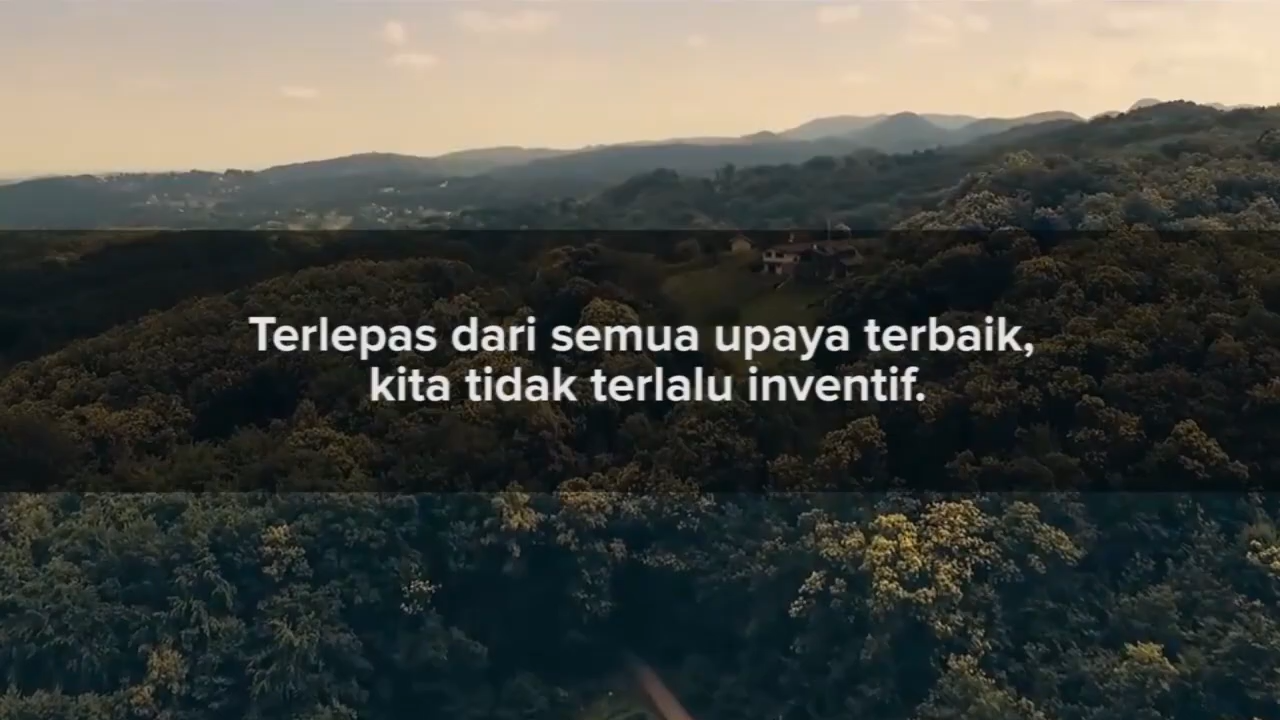 Terlepas dari semua upaya terbaik,
kita tidak terlalu inventif.